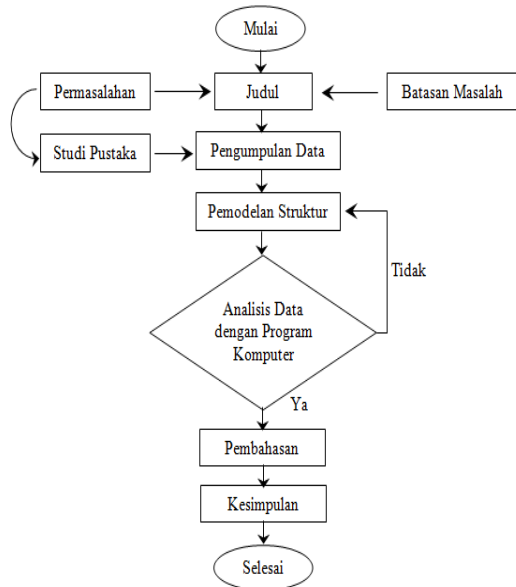 Mulai
Permasalahan
Judul
Batasan Masalah
Studi Pustaka
Pengumpulan Data
Pemodelan Struktur
Tidak
Analisis Data
dengan Program
Komputer
Ya
Pembahasan
Kesimpulan
Selesai